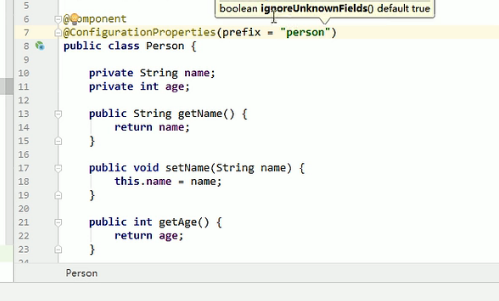 boolean ignoreUnknownFields() default true
5
6 @Component
7 @ConfigurationProperties(prefix = "person")
8 public class Person {
9
10 private String name;
11 private int age;
12
13 public String getName() {
14 return name;
15 }
16
17 public void setName(String name) {
18 this.name = name;
19 }
20
21 public int getAge() {
22 return age;
23 }
24
Person